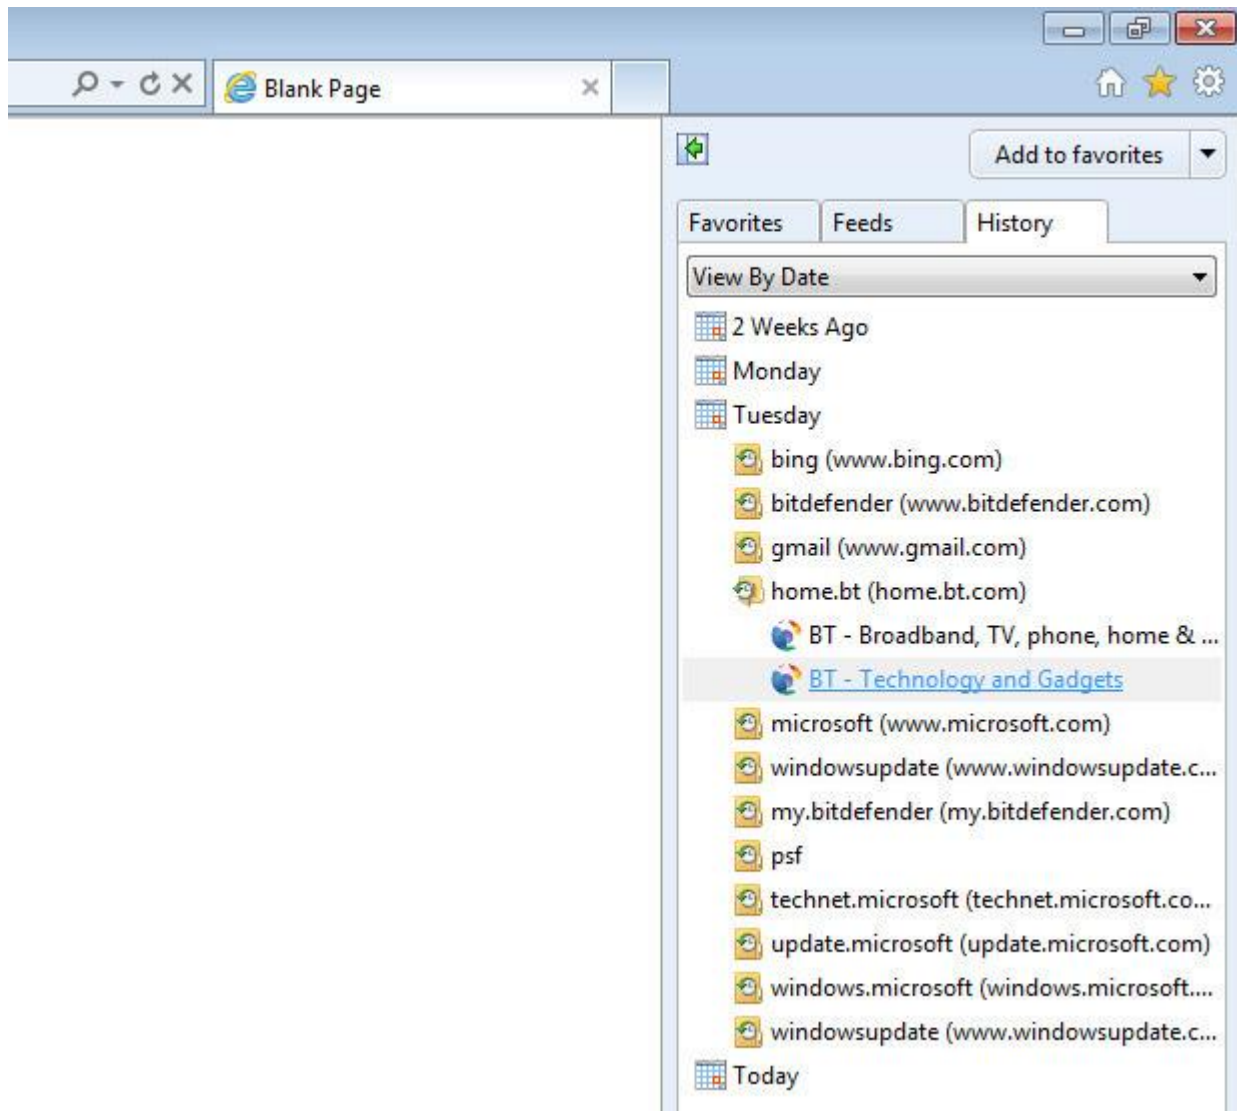 Blank Page
Add to favorites
Favorites Feeds History
View By Date
2 Weeks Ago
Monday
Tuesday
bing (www.bing.com)
bitdefender (www.bitdefender.com)
gmail (www.gmail.com)
home.bt (home.bt.com)
BT - Broadband, TV, phone, home & ...
BT - Technology and Gadgets
microsoft (www.microsoft.com)
windowsupdate (www.windowsupdate.c...
my.bitdefender (my.bitdefender.com)
psf
technet.microsoft (technet.microsoft.co...
update.microsoft (update.microsoft.com)
windows.microsoft (windows.microsoft....
windowsupdate (www.windowsupdate.c...
Today